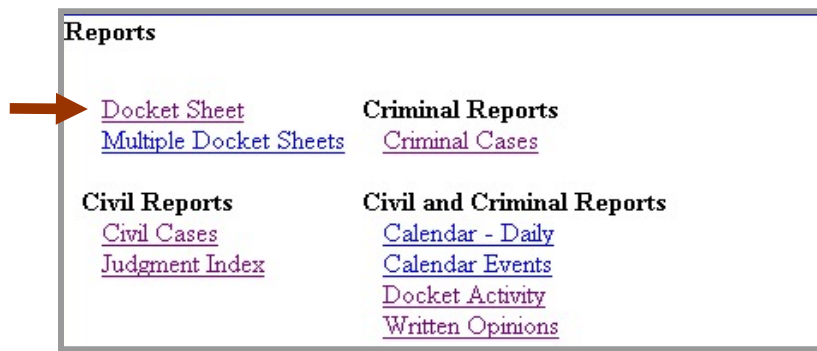 Reports
Docket Sheet
Multiple Docket Sheets
Criminal Reports
Criminal Cases
Civil Reports
Civil Cases
Judgment Index
Civil and Criminal Reports
Calendar - Daily
Calendar Events
Docket Activity
Written Opinions